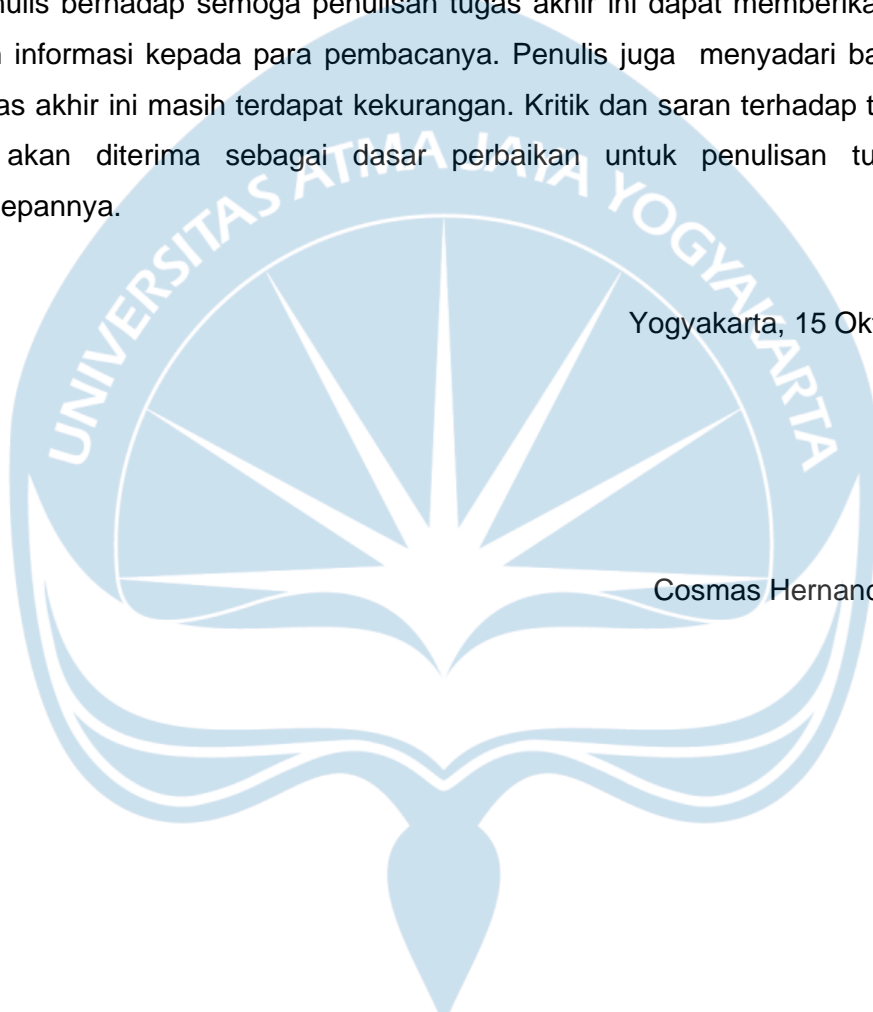 nulis berhadap semoga penulisan tugas akhir ini dapat memberika
informasi kepada para pembacanya. Penulis juga menyadari ba
as akhir ini masih terdapat kekurangan. Kritik dan saran terhadap t
akan diterima sebagai dasar perbaikan untuk penulisan tu
epannya.
UNIVERSITAS ATMA JAYA YOGYAKARTA
Yogyakarta, 15 Ok
Cosmas Hernand